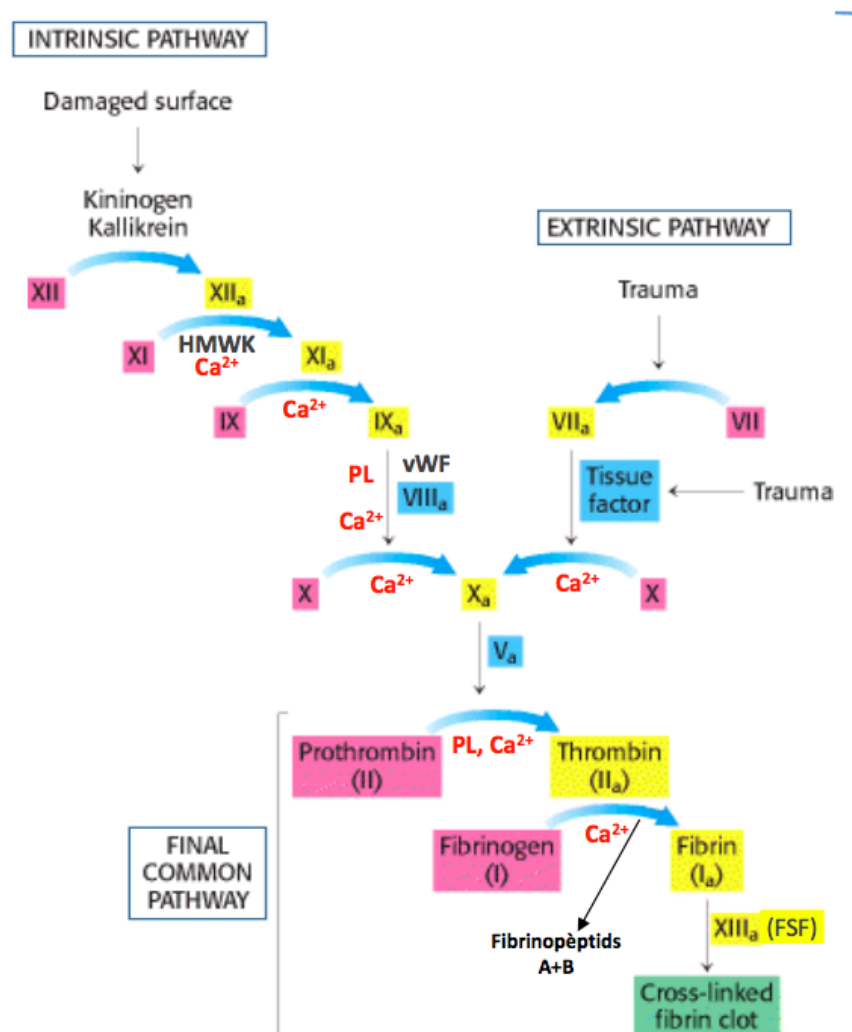 INTRINSIC PATHWAY
Damaged surface
Kininogen
Kallikrein
XII
XIIₐ
XI
HMWK
Ca²⁺
XIₐ
IX
Ca²⁺
IXₐ
PL
vWF
VIIIₐ
Ca²⁺
EXTRINSIC PATHWAY
Trauma
VIIₐ
VII
Tissue
factor
Trauma
X
Ca²⁺
Xₐ
Ca²⁺
X
Vₐ
FINAL
COMMON
PATHWAY
Prothrombin
(II)
PL, Ca²⁺
Thrombin
(IIₐ)
Fibrinogen
(I)
Ca²⁺
Fibrin
(Iₐ)
Fibrinopèptids
A+B
XIIIₐ (FSF)
Cross-linked
fibrin clot